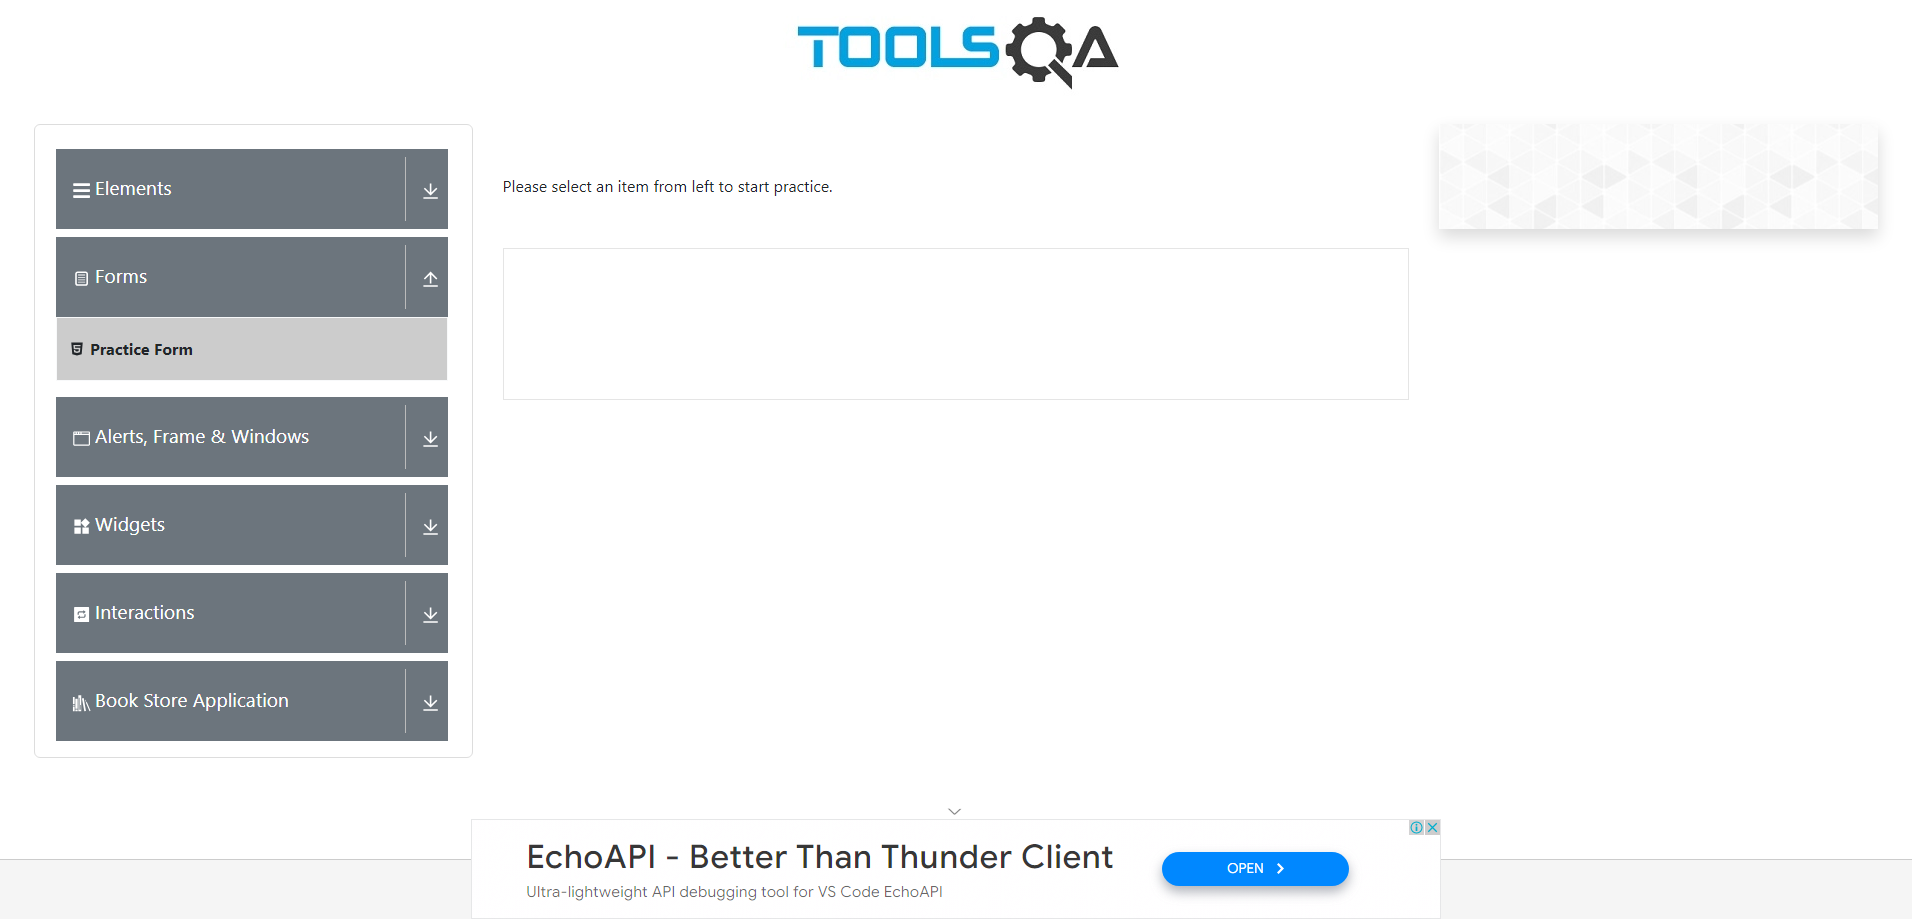 TOOLSQA
Elements
Please select an item from left to start practice.
Forms
Practice Form
Alerts, Frame & Windows
Widgets
Interactions
Book Store Application
EchoAPI - Better Than Thunder Client
Ultra-lightweight API debugging tool for VS Code EchoAPI
OPEN